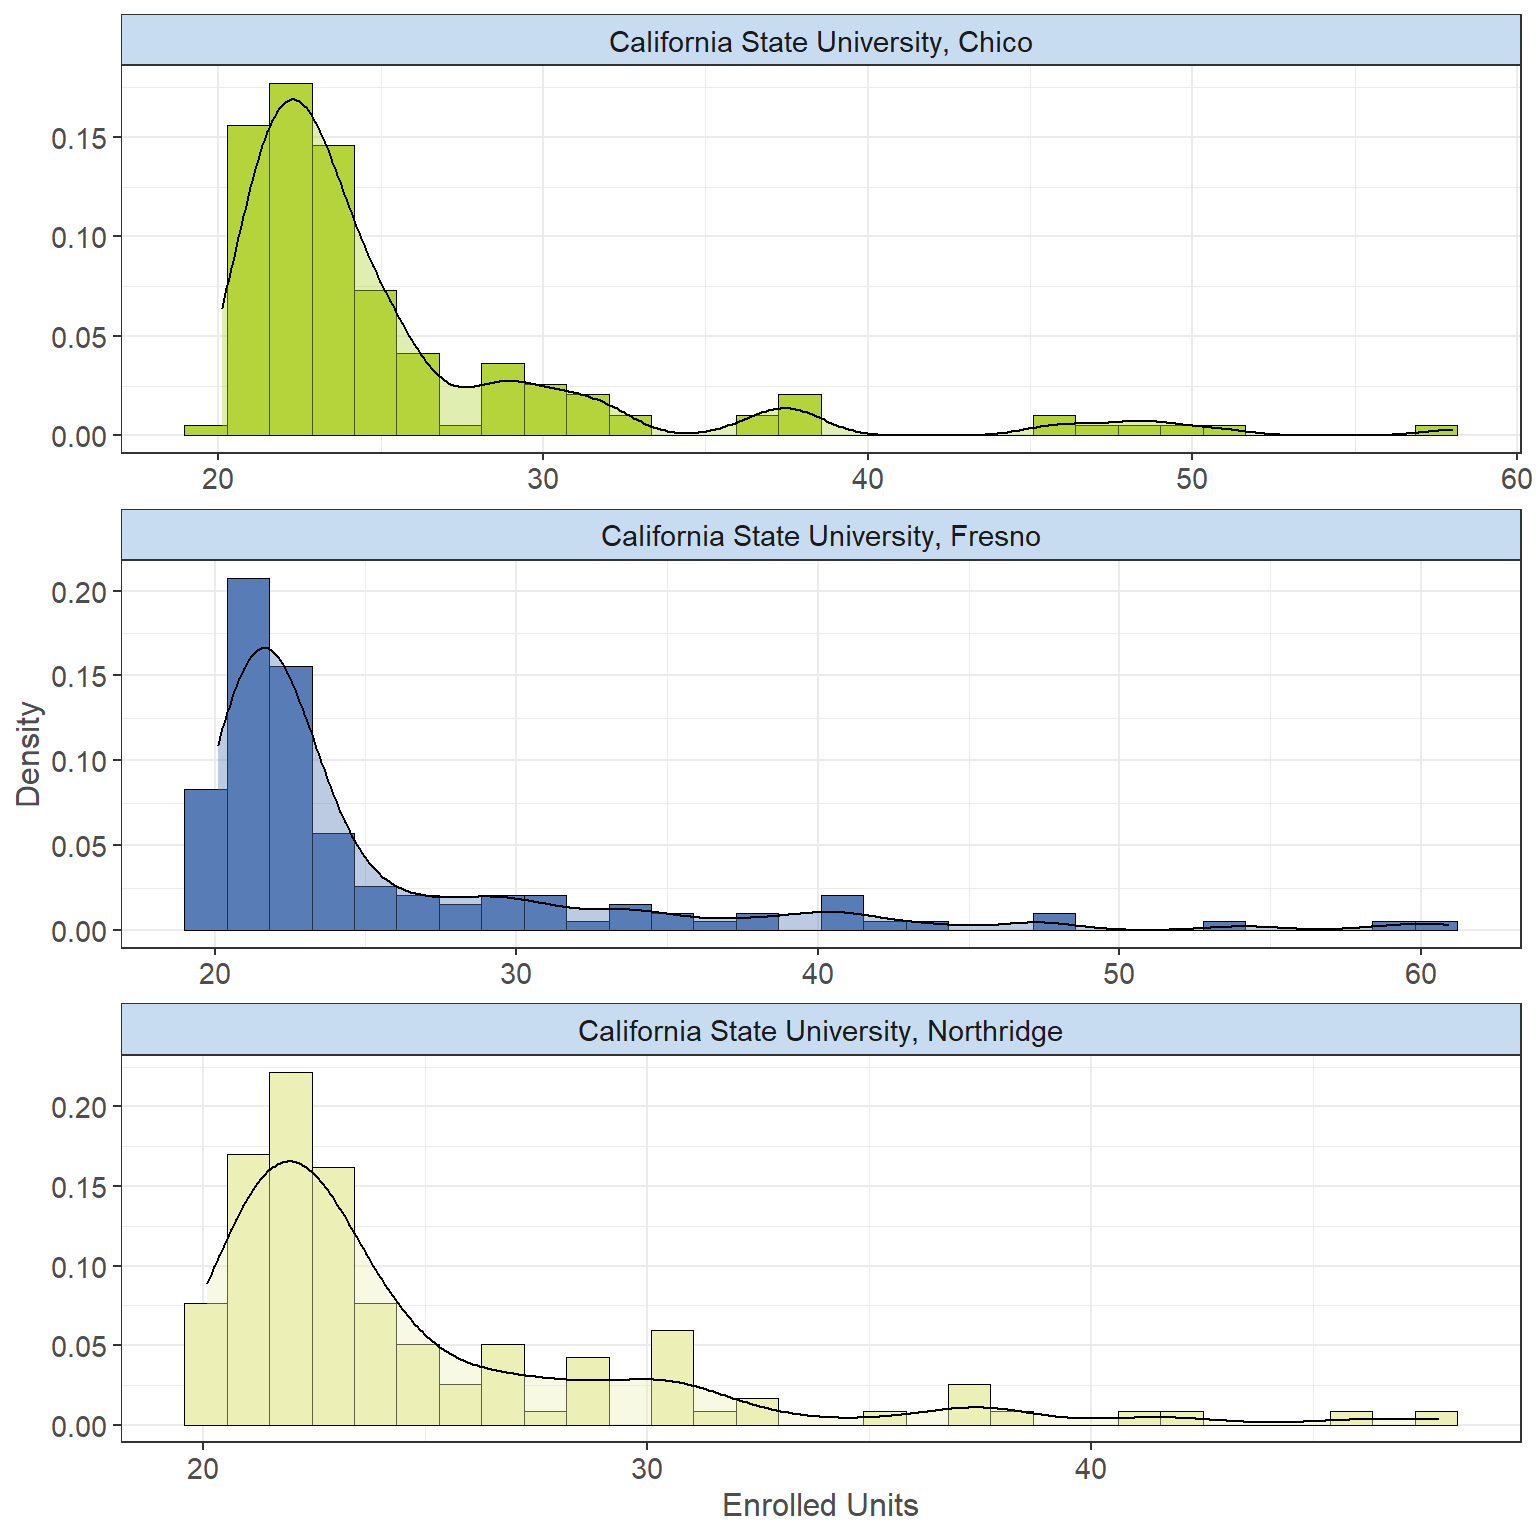 California State University, Chico
0.15
0.10
0.05
0.00
20 30 40 50 60
California State University, Fresno
0.20
0.15
0.10
0.05
0.00
20 30 40 50 60
Density
California State University, Northridge
0.20
0.15
0.10
0.05
0.00
20 30 40
Enrolled Units